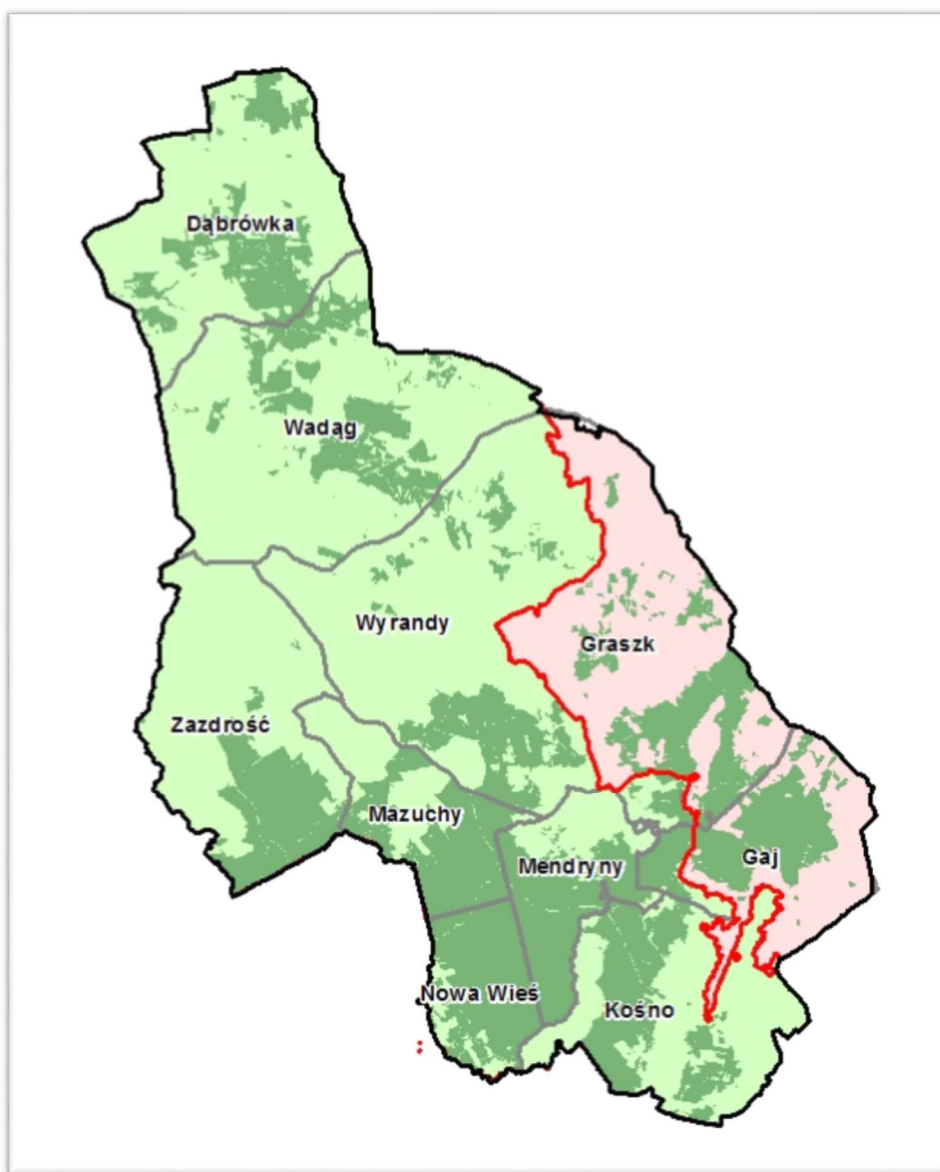 Dąbrówka
Wadąg
Wyrandy
Graszk
Zazdrość
Mazuchy
Gaj
Mendryny
Nowa Wieś
Kośno